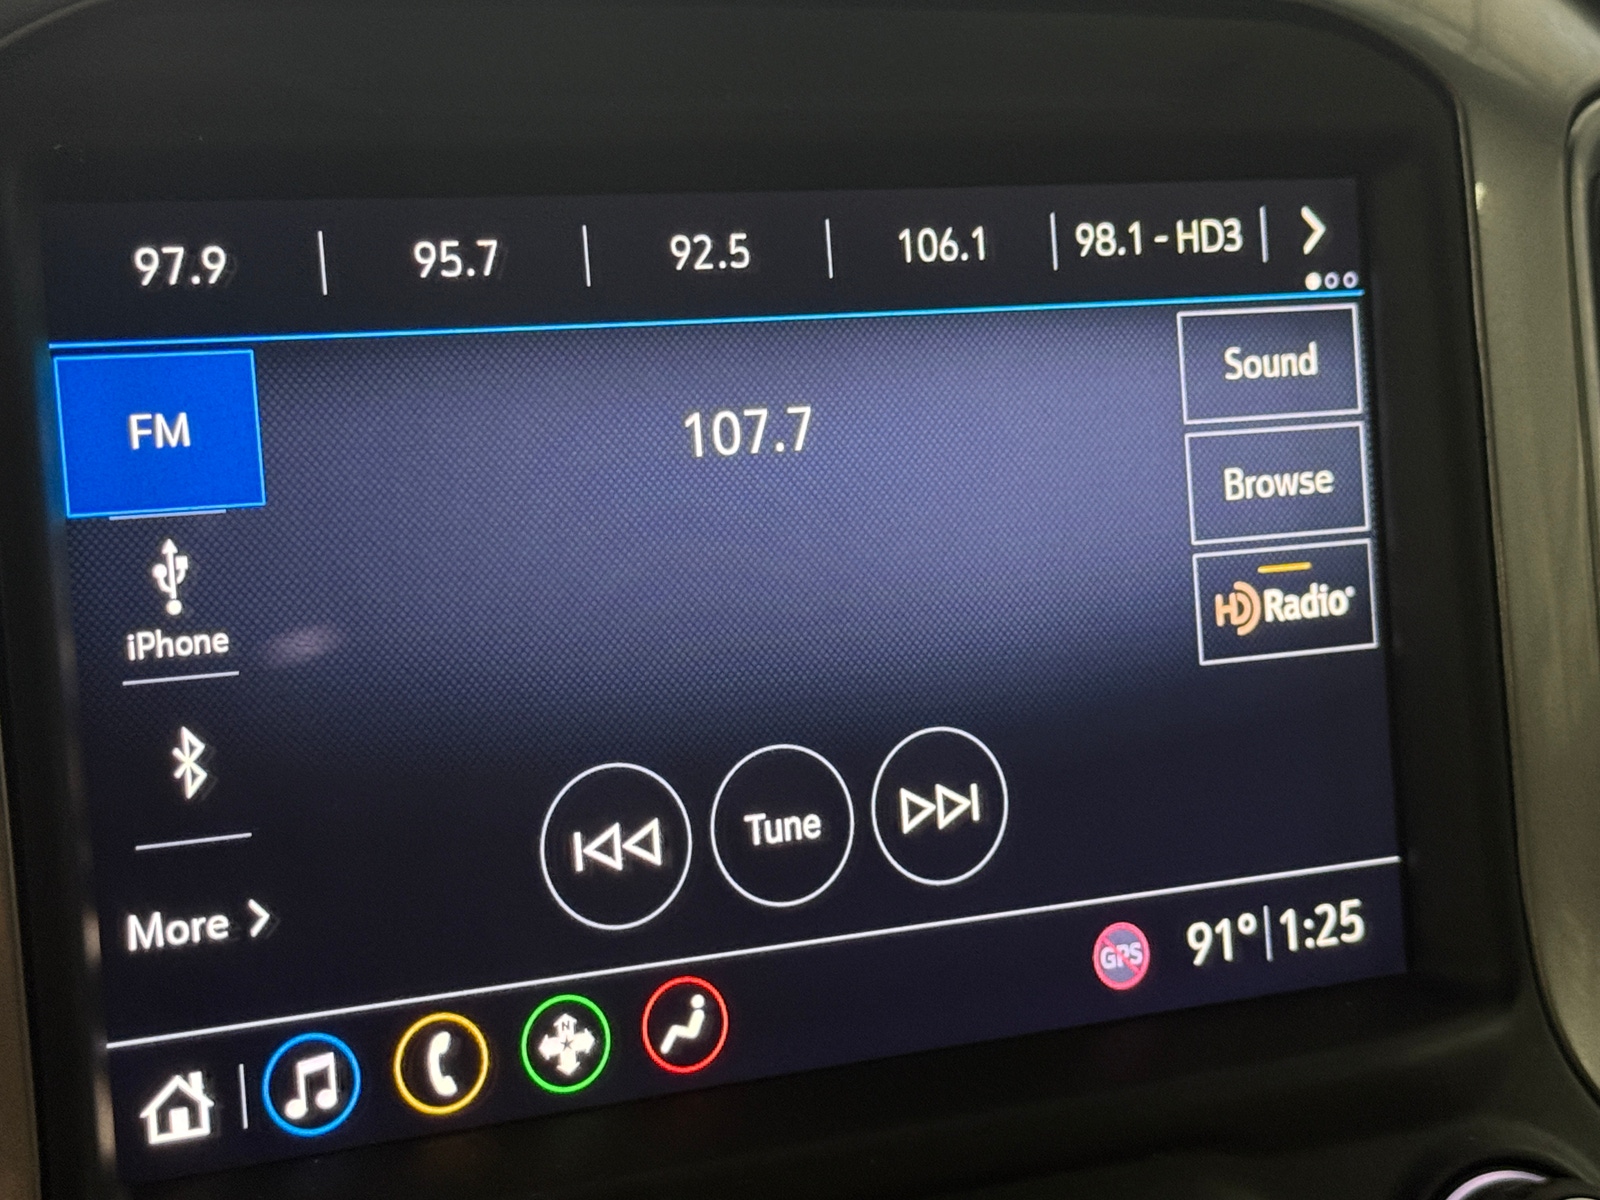 97.9
95.7
92.5
106.1
98.1 - HD3
FM
107.7
Sound
Browse
HD Radio®
iPhone
Tune
More
GPS
91° 1:25
N